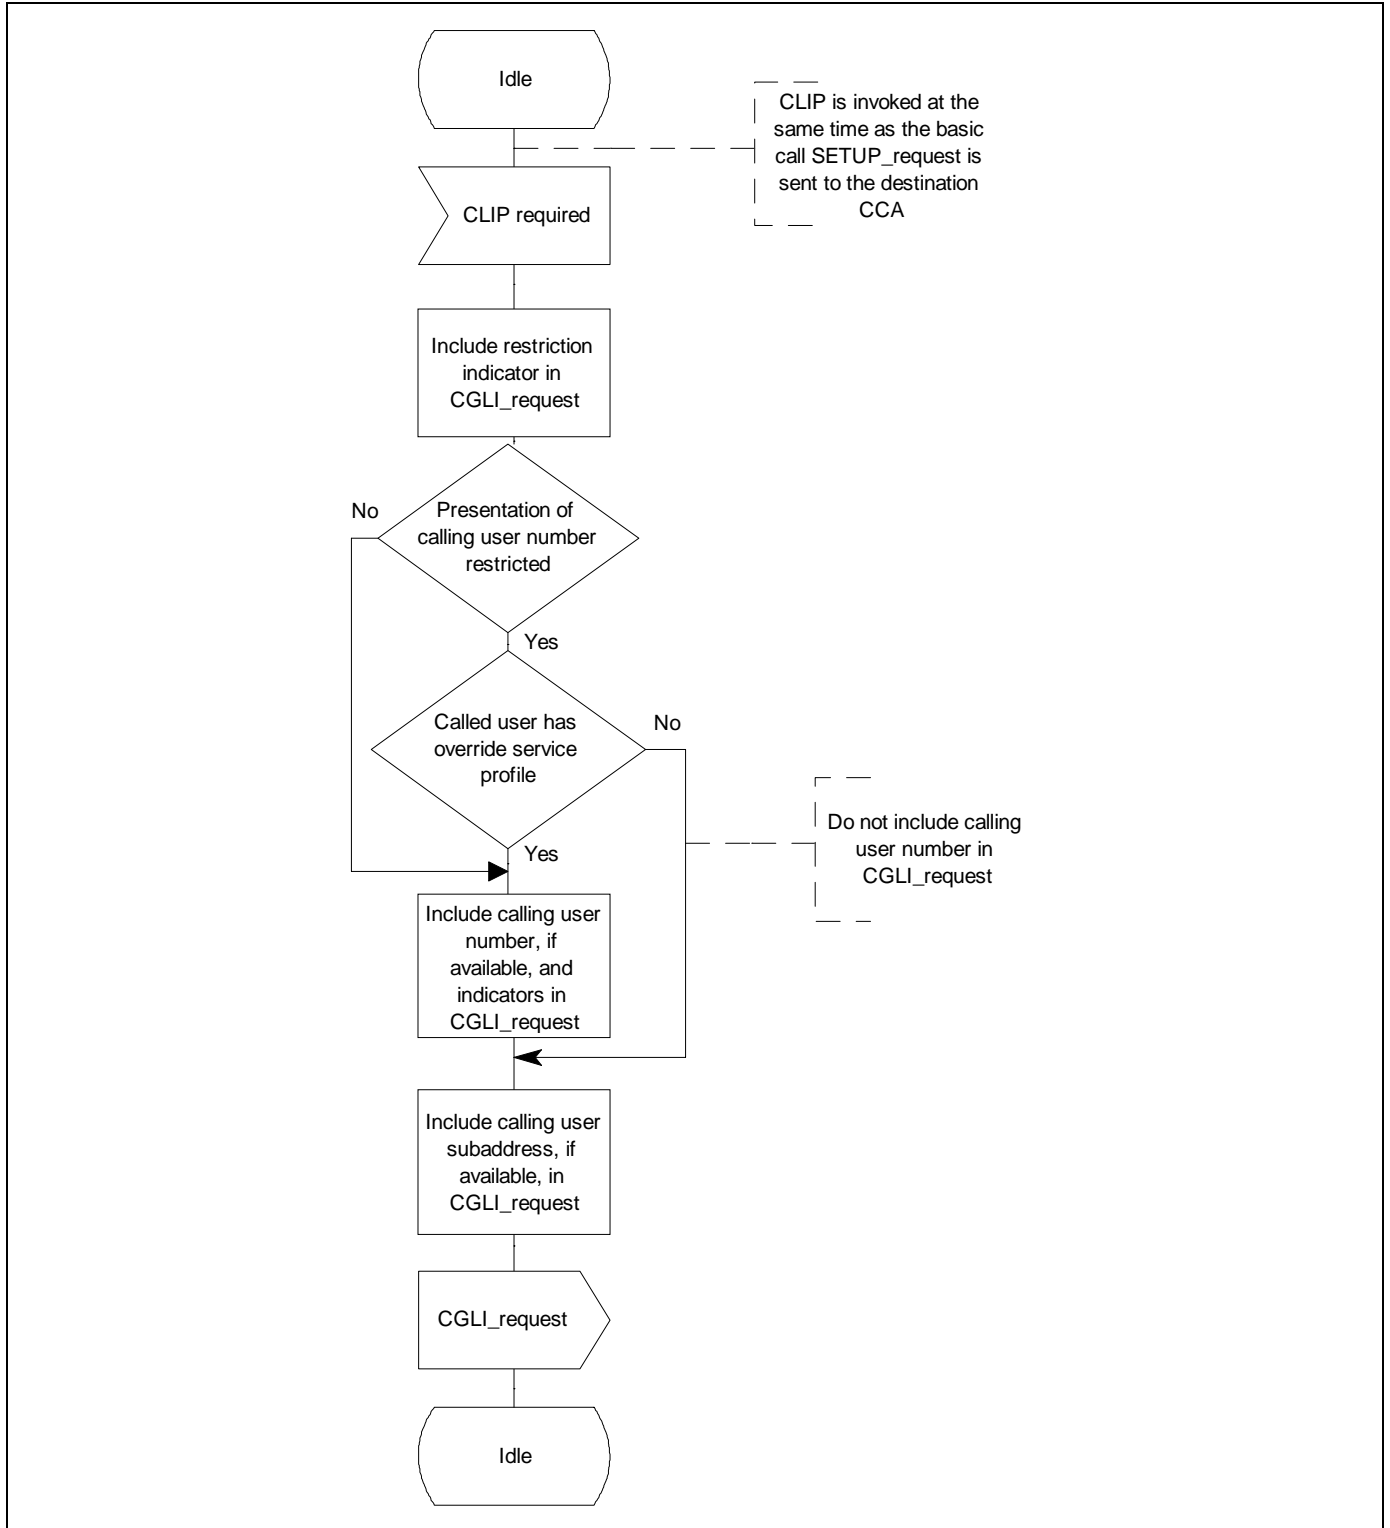 Idle
CLIP is invoked at the
same time as the basic
call SETUP_request is
sent to the destination
CCA
CLIP required
Include restriction
indicator in
CGLI_request
No
Presentation of
calling user number
restricted
Yes
Called user has
override service
profile
No
Do not include calling
user number in
CGLI_request
Yes
Include calling user
number, if
available, and
indicators in
CGLI_request
Include calling user
subaddress, if
available, in
CGLI_request
CGLI_request
Idle